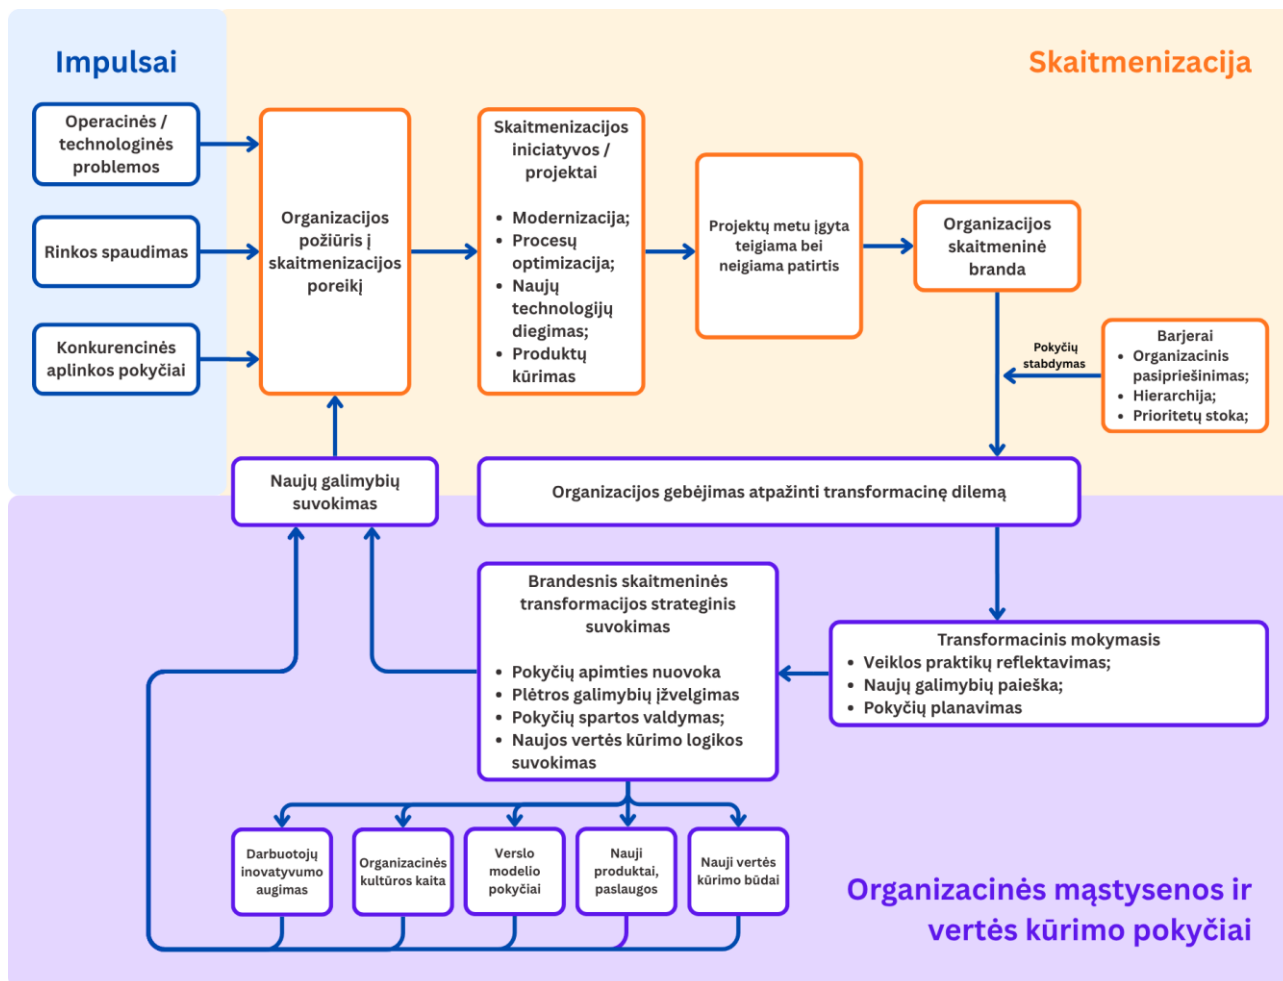 Impulsai
Skaitmenizacija
Operacinės /
technologinės
problemos
Rinkos spaudimas
Konkurencinės
aplinkos pokyčiai
Organizacijos
požiūris į
skaitmenizacijos
poreikį
Skaitmenizacijos
iniciatyvos /
projektai
• Modernizacija;
• Procesų
optimizacija;
• Naujų
technologijų
diegimas;
• Produktų
kūrimas
Projektų metu įgyta
teigiama bei
neigiama patirtis
Organizacijos
skaitmeninė
branda
Pokyčių
stabdymas
Barjerai
• Organizacinis
pasipriešinimas;
• Hierarchija;
• Prioritetų stoka;
Naujų galimybių
suvokimas
Organizacijos gebėjimas atpažinti transformacinę dilemą
Transformacinis mokymasis
• Veiklos praktikų reflektavimas;
• Naujų galimybių paieška;
• Pokyčių planavimas
Brandesnis skaitmeninės
transformacijos strateginis
suvokimas
• Pokyčių apimties nuovoka
• Plėtros galimybių įžvelgimas
• Pokyčių spartos valdymas;
• Naujos vertės kūrimo logikos
suvokimas
Darbuotojų
inovatyvumo
augimas
Organizacinės
kultūros kaita
Verslo
modelio
pokyčiai
Nauji
produktai,
paslaugos
Nauji vertės
kūrimo būdai
Organizacinės mąstysenos ir
vertės kūrimo pokyčiai